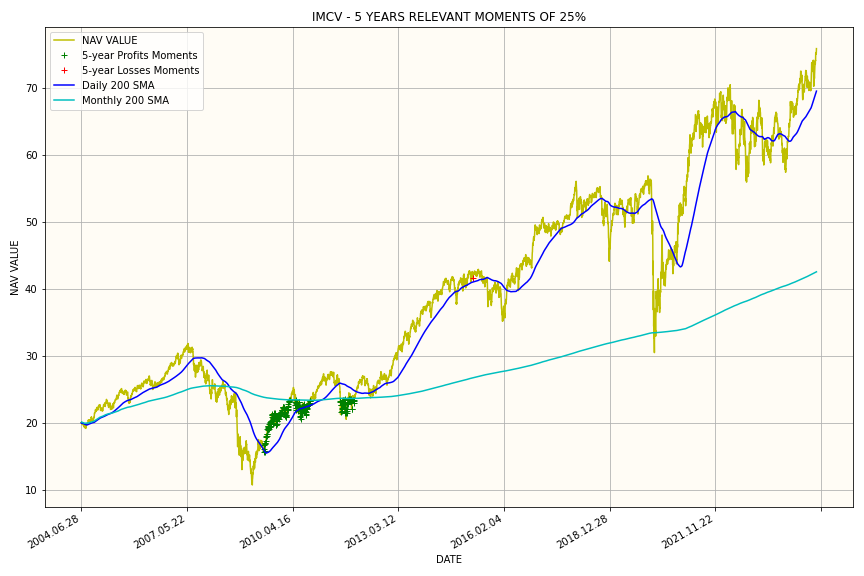 IMCV - 5 YEARS RELEVANT MOMENTS OF 25%
NAV VALUE
5-year Profits Moments
5-year Losses Moments
Daily 200 SMA
Monthly 200 SMA
NAV VALUE
70
60
50
40
30
20
10
2004.06.28
2007.05.22
2010.04.16
2013.03.12
2016.02.04
2018.12.28
2021.11.22
DATE